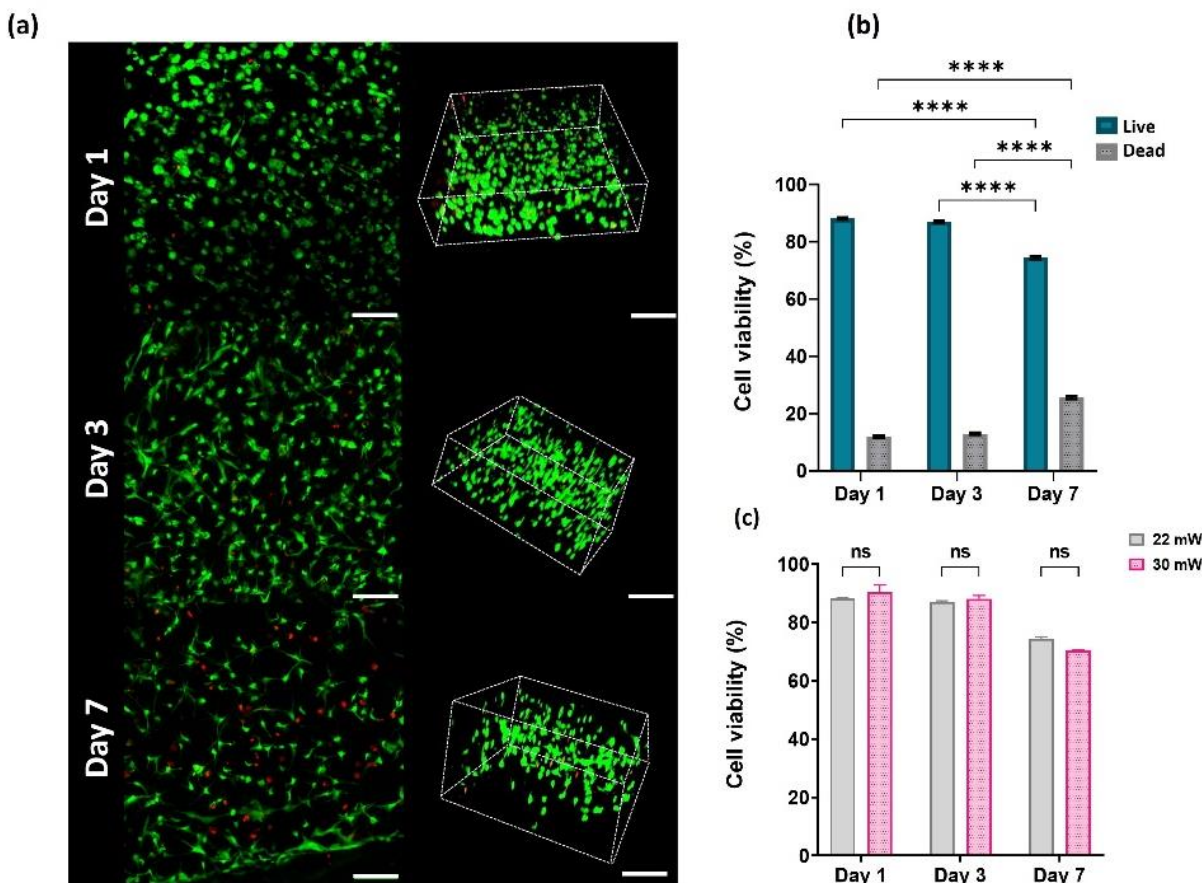 (a)
Day 1
Day 3
Day 7
(b)
****
****
****
****
Live
Dead
Cell viability (%)
100
80
60
40
20
0
Day 1 Day 3 Day 7
(c)
22 mW
30 mW
ns ns ns
Cell viability (%)
100
80
60
40
20
0
Day 1 Day 3 Day 7